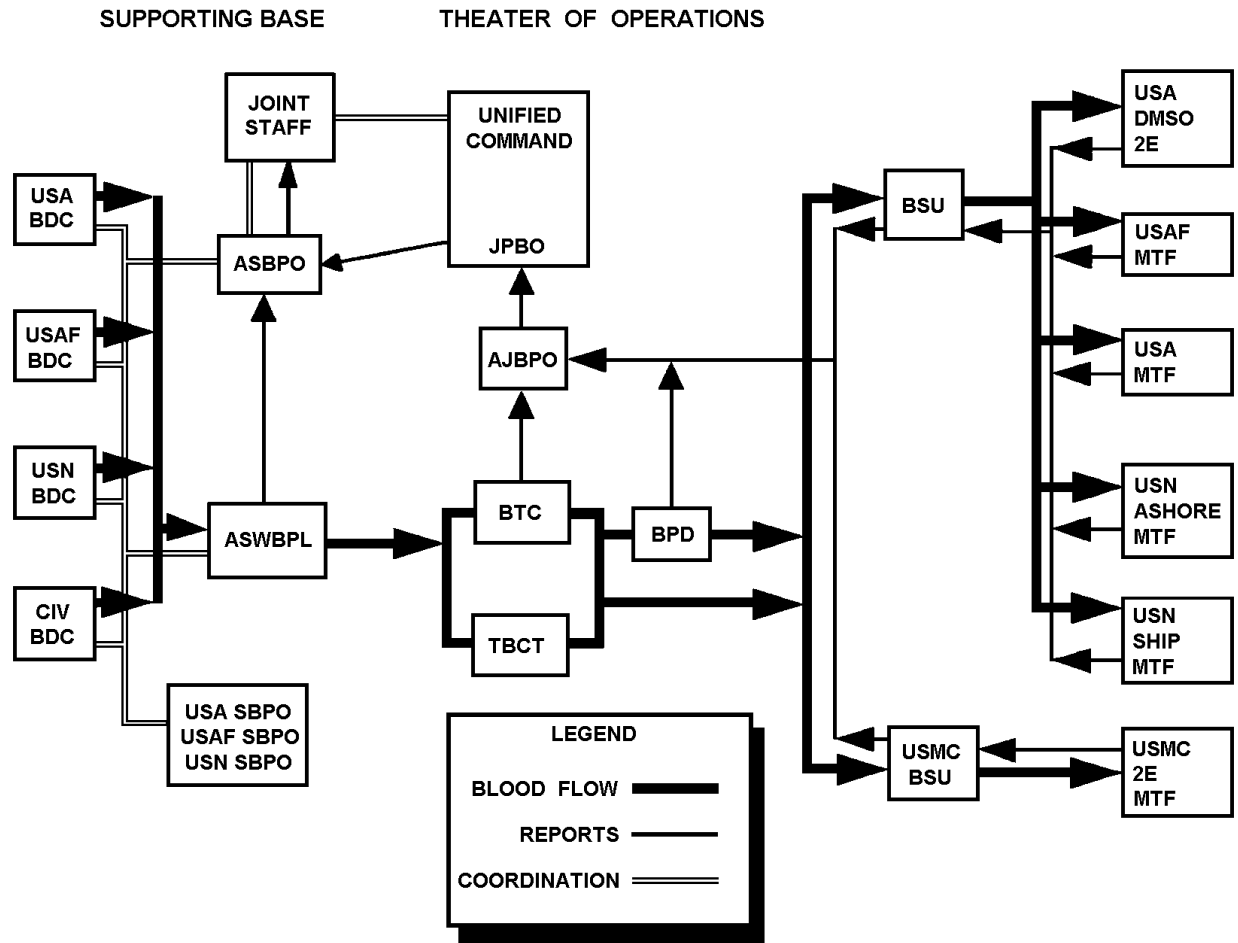 SUPPORTING BASE
THEATER OF OPERATIONS
JOINT
STAFF
UNIFIED
COMMAND
JPBO
USA
BDC
ASBPO
USAF
BDC
AJBPO
USN
BDC
ASWBPL
BTC
BPD
CIV
BDC
TBCT
USA SBPO
USAF SBPO
USN SBPO
BSU
USMC
BSU
USA
DMSO
2E
USAF
MTF
USA
MTF
USN
ASHORE
MTF
USN
SHIP
MTF
USMC
2E
MTF
LEGEND
BLOOD FLOW
REPORTS
COORDINATION